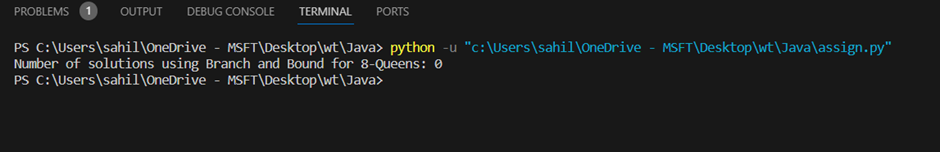 PROBLEMS 1 OUTPUT DEBUG CONSOLE TERMINAL PORTS
PS C:\Users\sahil\OneDrive - MSFT\Desktop\wt\Java> python -u "c:\Users\sahil\OneDrive - MSFT\Desktop\wt\Java\assign.py"
Number of solutions using Branch and Bound for 8-Queens: 0
PS C:\Users\sahil\OneDrive - MSFT\Desktop\wt\Java>